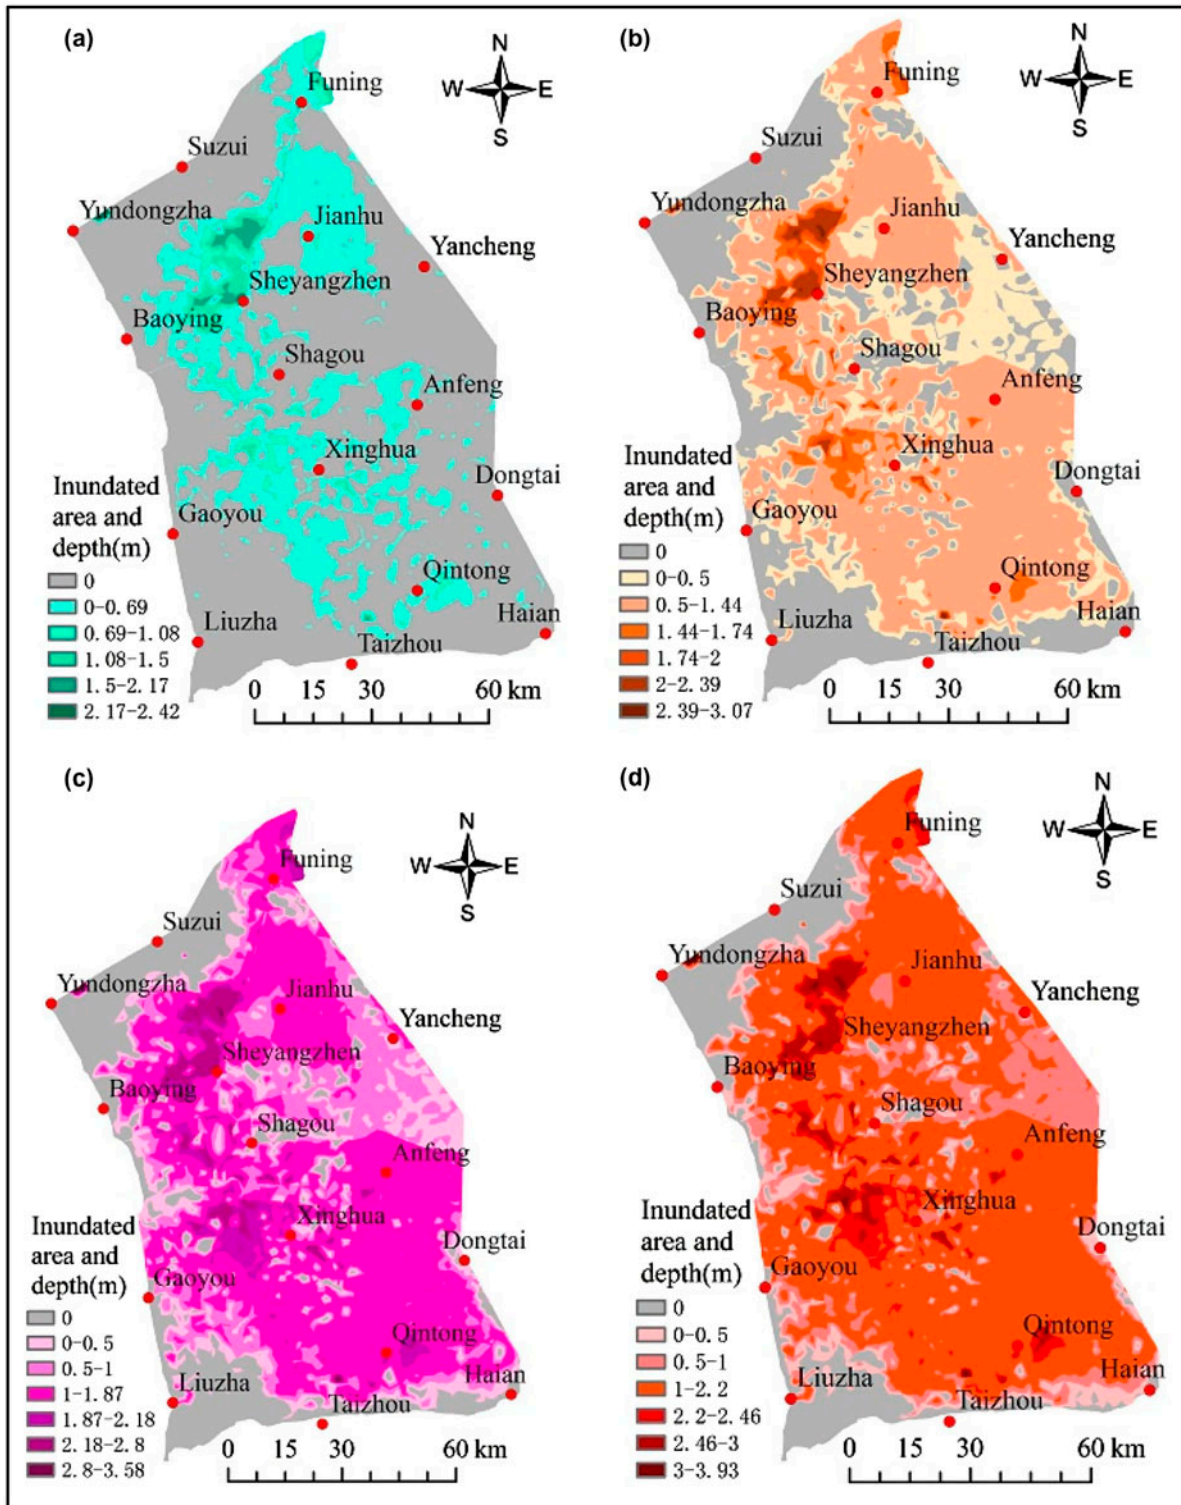 (a)
N
W
E
S
Funing
Suzui
Yundongzha
Jianhu
Yancheng
Sheyangzhen
Baoying
Shagou
Anfeng
Xinghua
Dongtai
Gaoyou
Qintong
Haian
Liuzha
Taizhou
Inundated
area and
depth(m)
0
0-0.69
0.69-1.08
1.08-1.5
1.5-2.17
2.17-2.42
0 15 30 60 km
(b)
N
W
E
S
Funing
Suzui
Yundongzha
Jianhu
Yancheng
Sheyangzhen
Baoying
Shagou
Anfeng
Xinghua
Dongtai
Gaoyou
Qintong
Haian
Liuzha
Taizhou
Inundated
area and
depth(m)
0
0-0.5
0.5-1.44
1.44-1.74
1.74-2
2-2.39
2.39-3.07
0 15 30 60 km
(c)
N
W
E
S
Funing
Suzui
Yundongzha
Jianhu
Yancheng
Sheyangzhen
Baoying
Shagou
Anfeng
Xinghua
Dongtai
Gaoyou
Qintong
Haian
Liuzha
Taizhou
Inundated
area and
depth(m)
0
0-0.5
0.5-1
1-1.87
1.87-2.18
2.18-2.8
2.8-3.58
0 15 30 60 km
(d)
N
W
E
S
Funing
Suzui
Yundongzha
Jianhu
Yancheng
Sheyangzhen
Baoying
Shagou
Anfeng
Xinghua
Dongtai
Gaoyou
Qintong
Haian
Liuzha
Taizhou
Inundated
area and
depth(m)
0
0-0.5
0.5-1
1-2.2
2.2-2.46
2.46-3
3-3.93
0 15 30 60 km